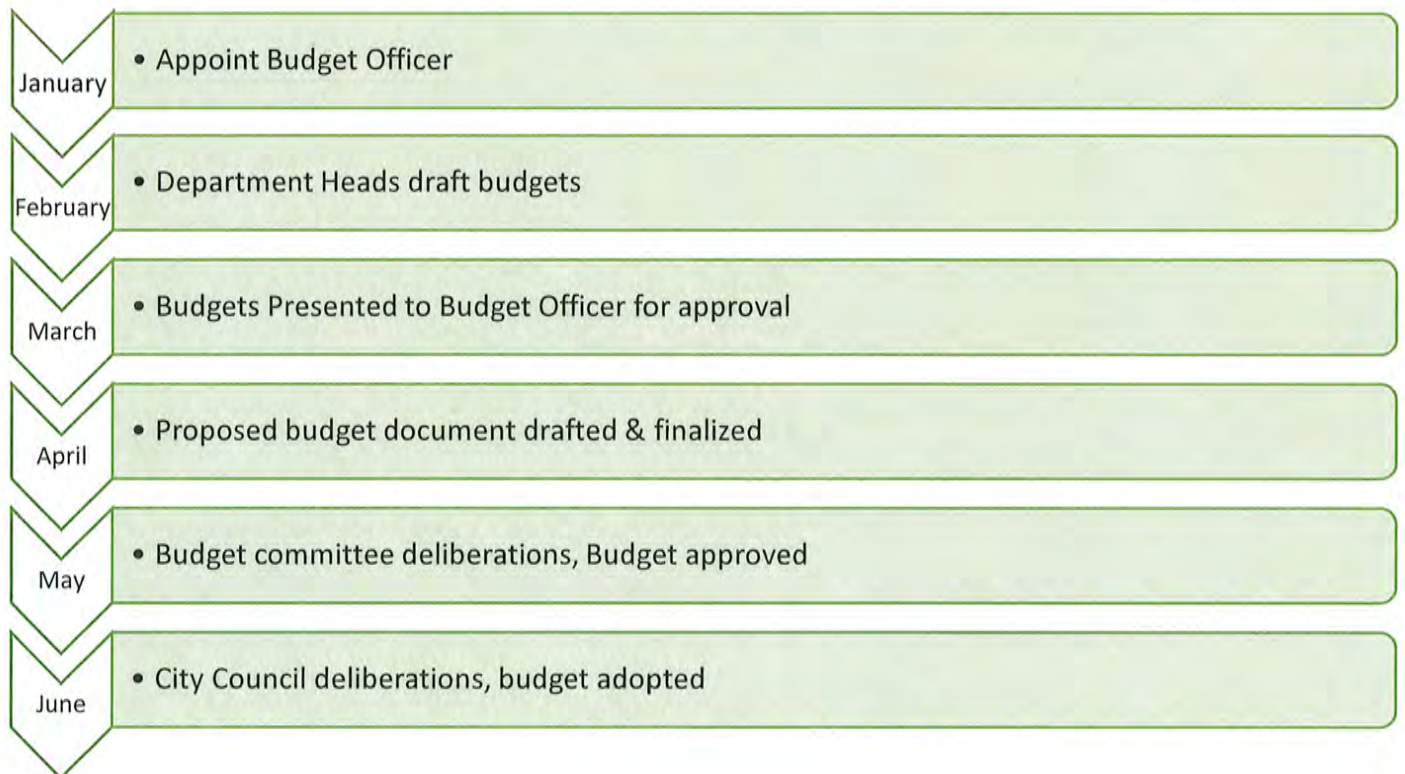 January
• Appoint Budget Officer
February
• Department Heads draft budgets
March
• Budgets Presented to Budget Officer for approval
April
• Proposed budget document drafted & finalized
May
• Budget committee deliberations, Budget approved
June
• City Council deliberations, budget adopted